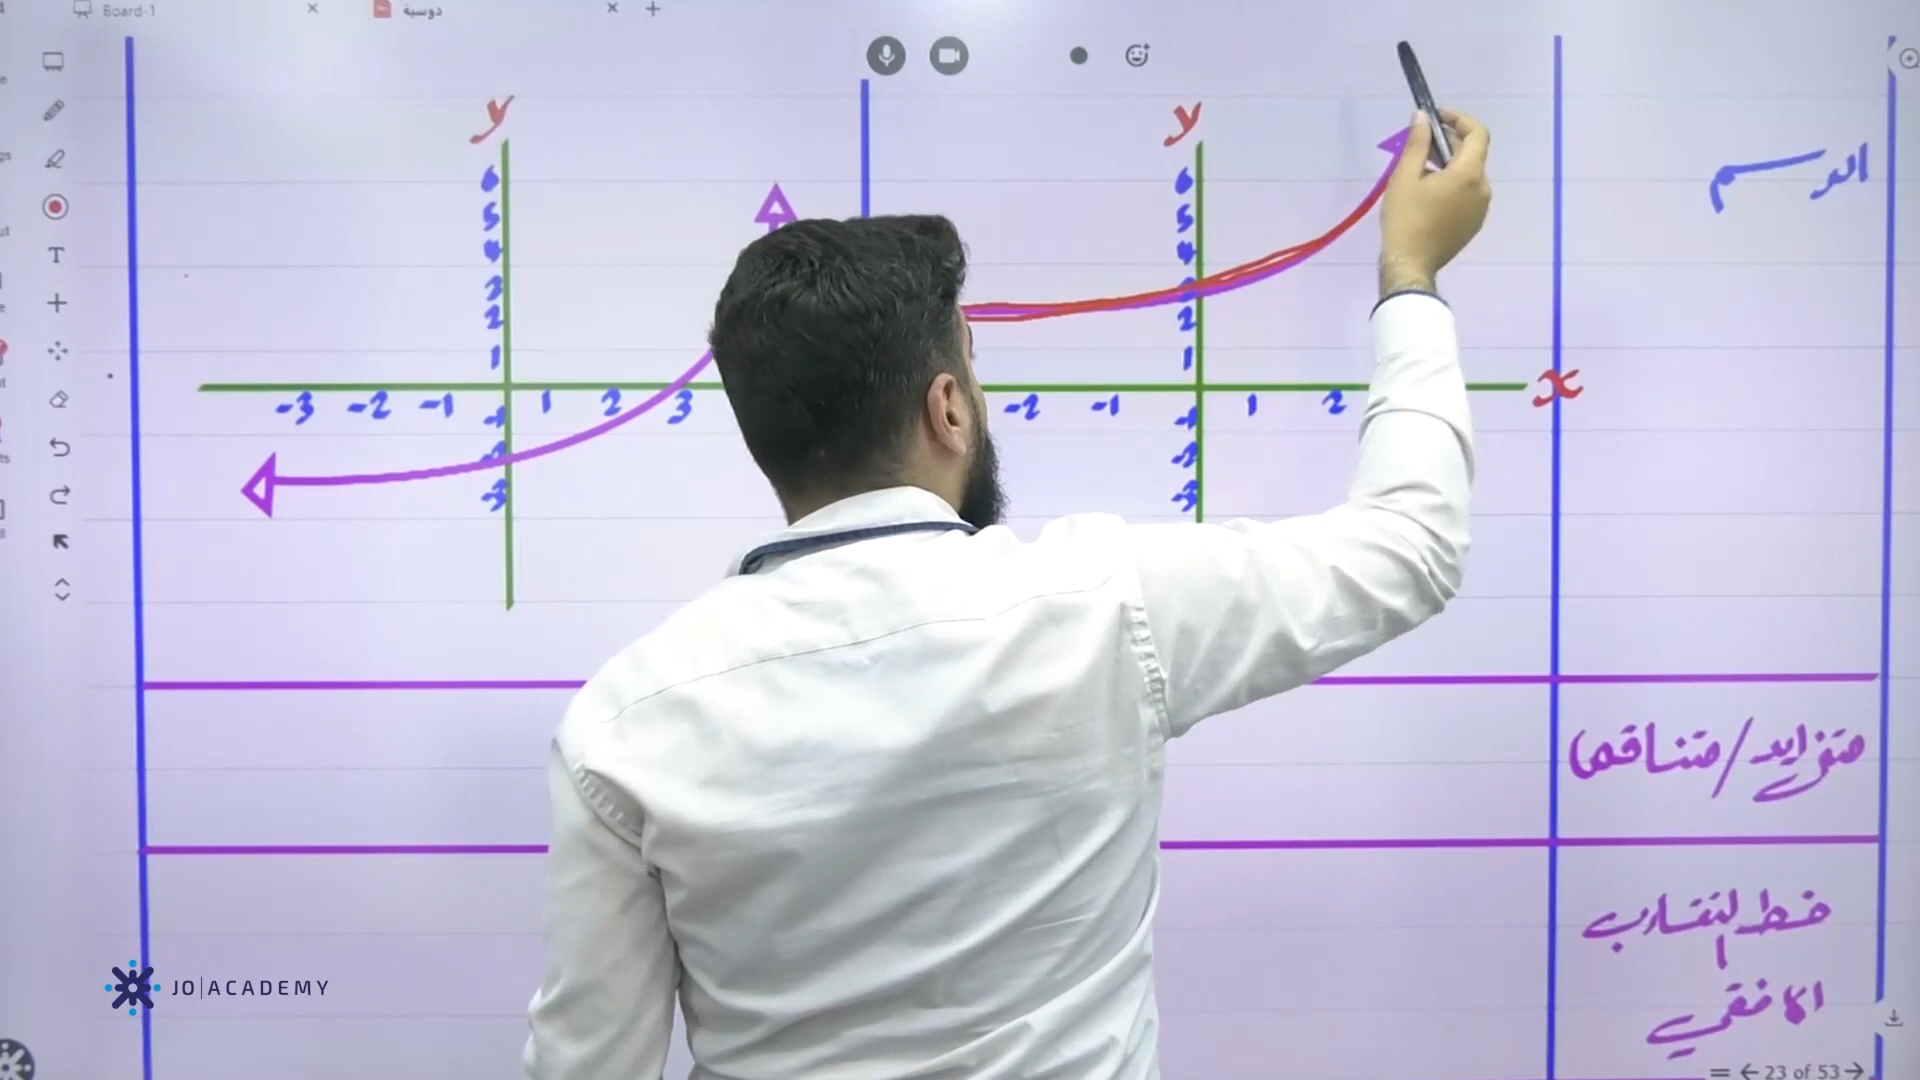 Board-1
دوسية
y
6
5
4
3
2
1
-3 -2 -1 1 2 3
-1
-2
-3
y
6
5
4
3
2
1
-2 -1 1 2
x
-1
-2
-3
الرسم
متزايد/متناقص
خط التقارب
الافقي
JO ACADEMY
23 of 53